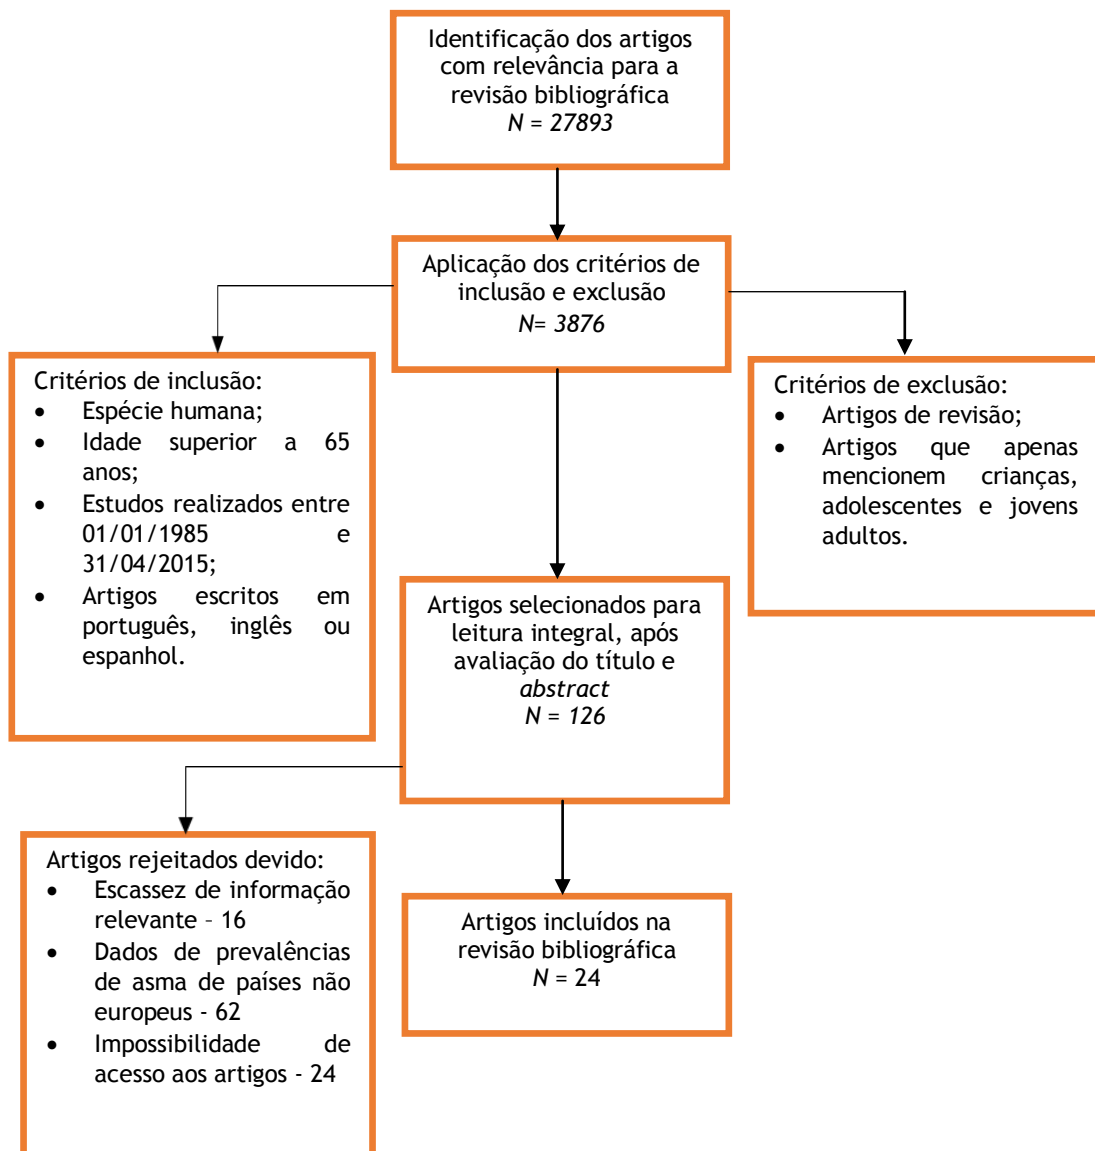 Identificação dos artigos
com relevância para a
revisão bibliográfica
N = 27893
Aplicação dos critérios de
inclusão e exclusão
N= 3876
Critérios de inclusão:
• Espécie humana;
• Idade superior a 65
anos;
• Estudos realizados entre
01/01/1985 e
31/04/2015;
• Artigos escritos em
português, inglês ou
espanhol.
Critérios de exclusão:
• Artigos de revisão;
• Artigos que apenas
mencionem crianças,
adolescentes e jovens
adultos.
Artigos selecionados para
leitura integral, após
avaliação do título e
abstract
N = 126
Artigos rejeitados devido:
• Escassez de informação
relevante – 16
• Dados de prevalências
de asma de países não
europeus - 62
• Impossibilidade de
acesso aos artigos - 24
Artigos incluídos na
revisão bibliográfica
N = 24